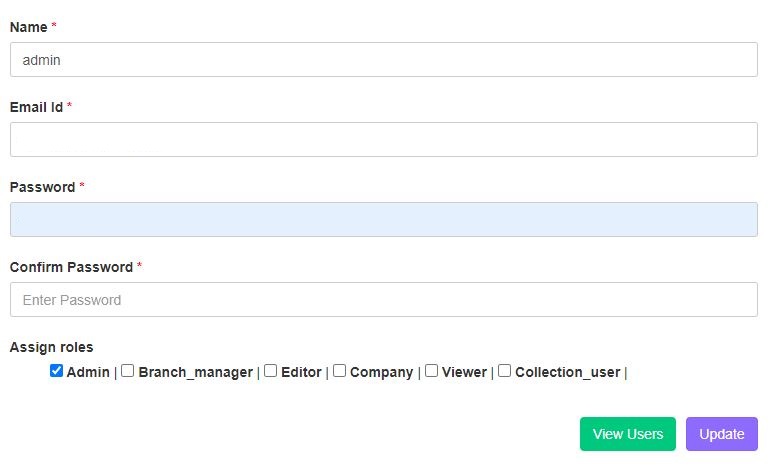 Name *
admin
Email Id *
Password *
Confirm Password *
Enter Password
Assign roles
Admin | Branch_manager | Editor | Company | Viewer | Collection_user |
View Users Update